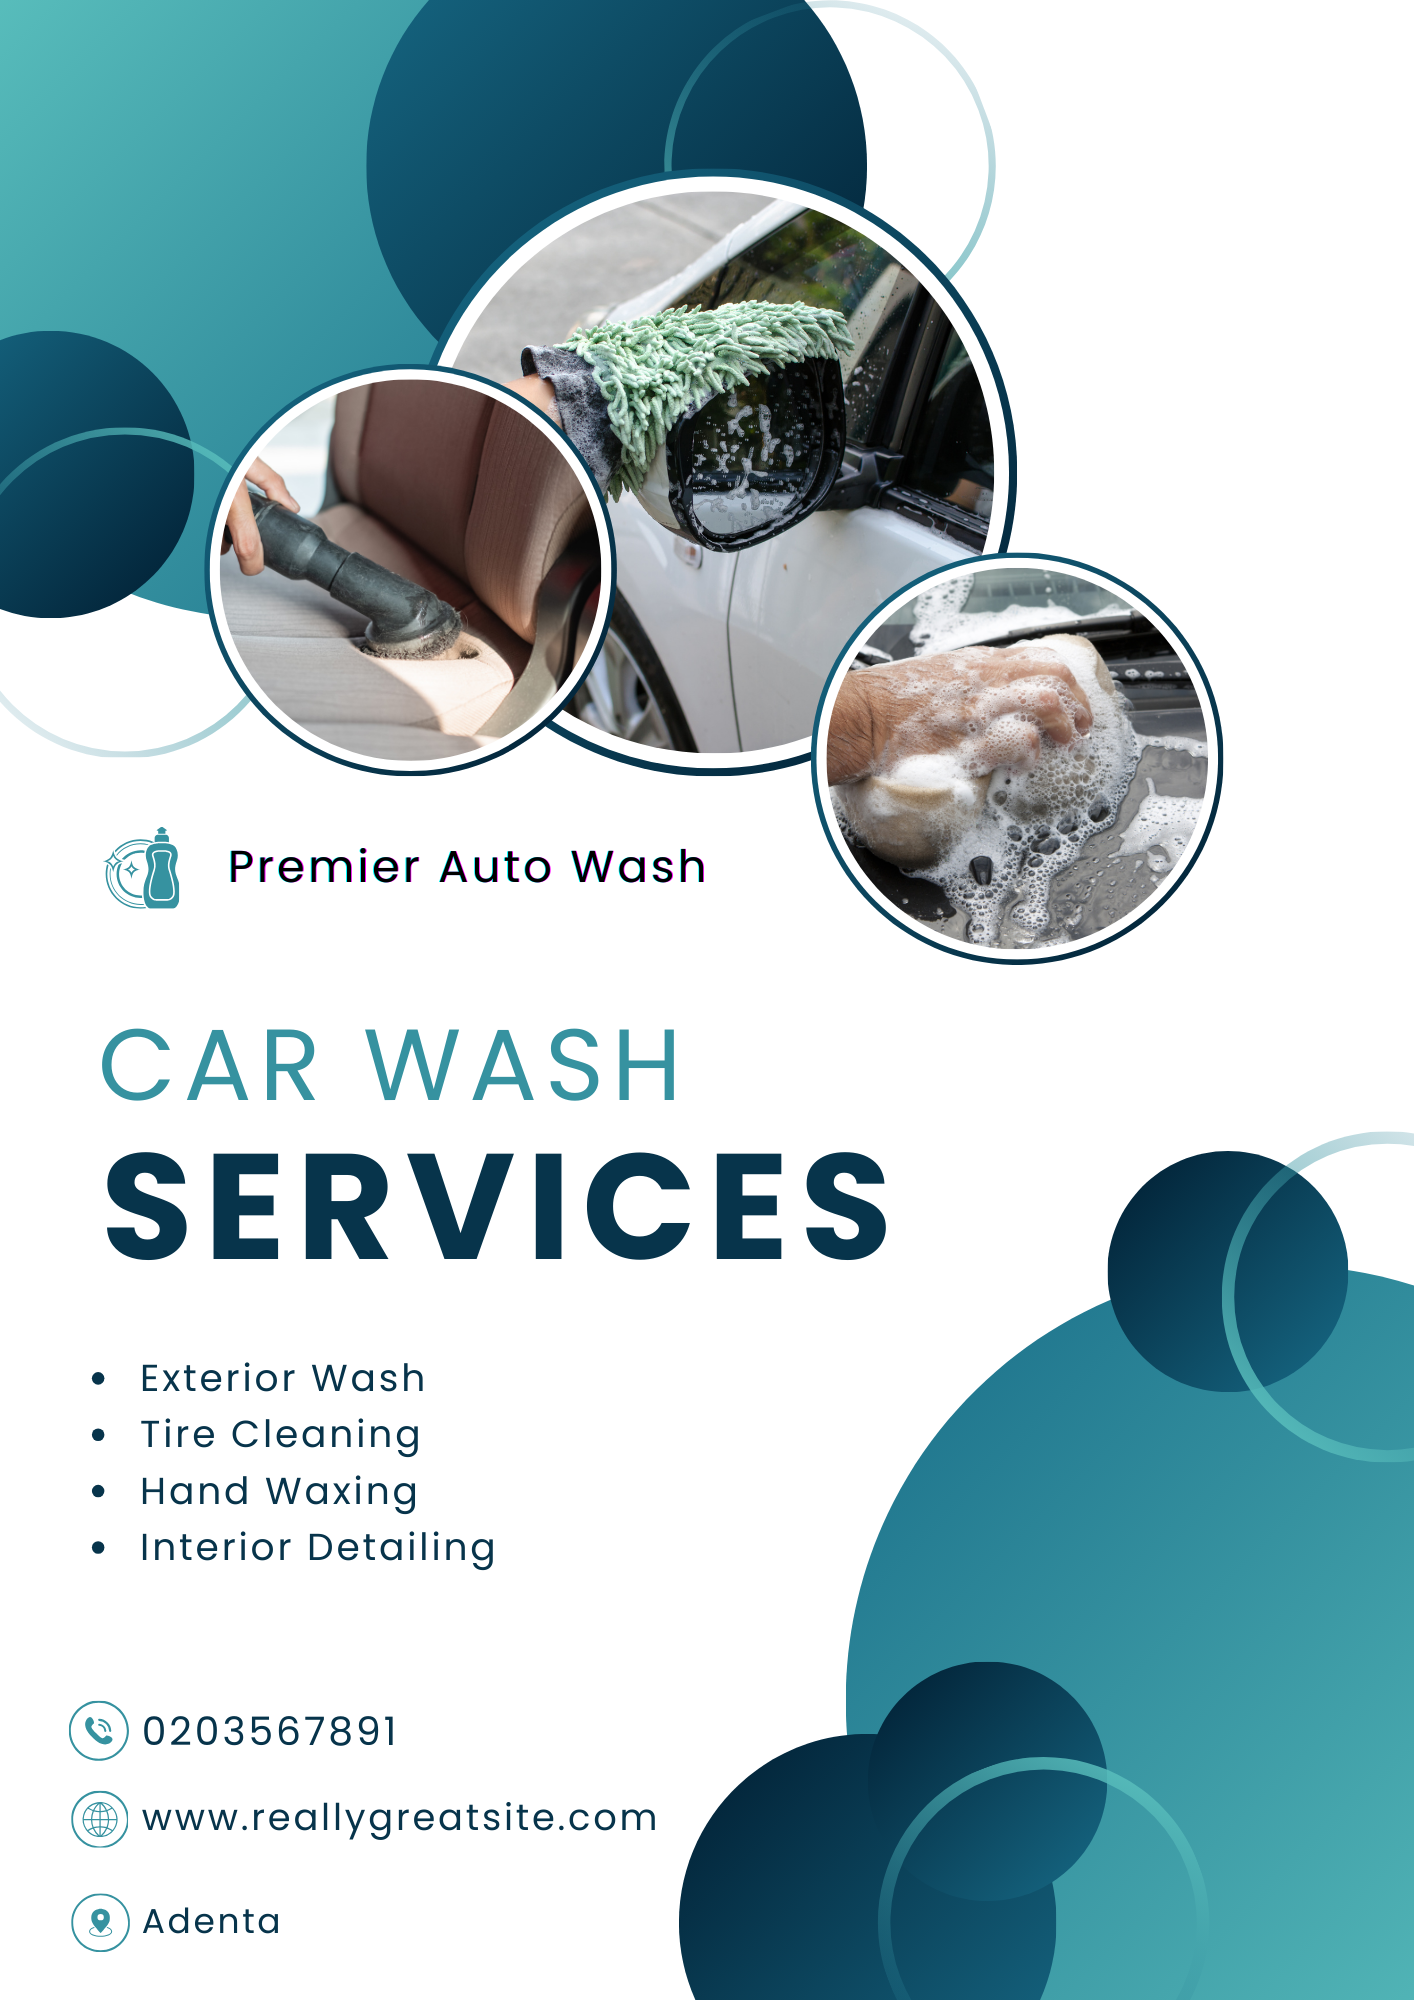 Premier Auto Wash
CAR WASH
SERVICES
• Exterior Wash
• Tire Cleaning
• Hand Waxing
• Interior Detailing
0203567891
www.reallygreatsite.com
Adenta